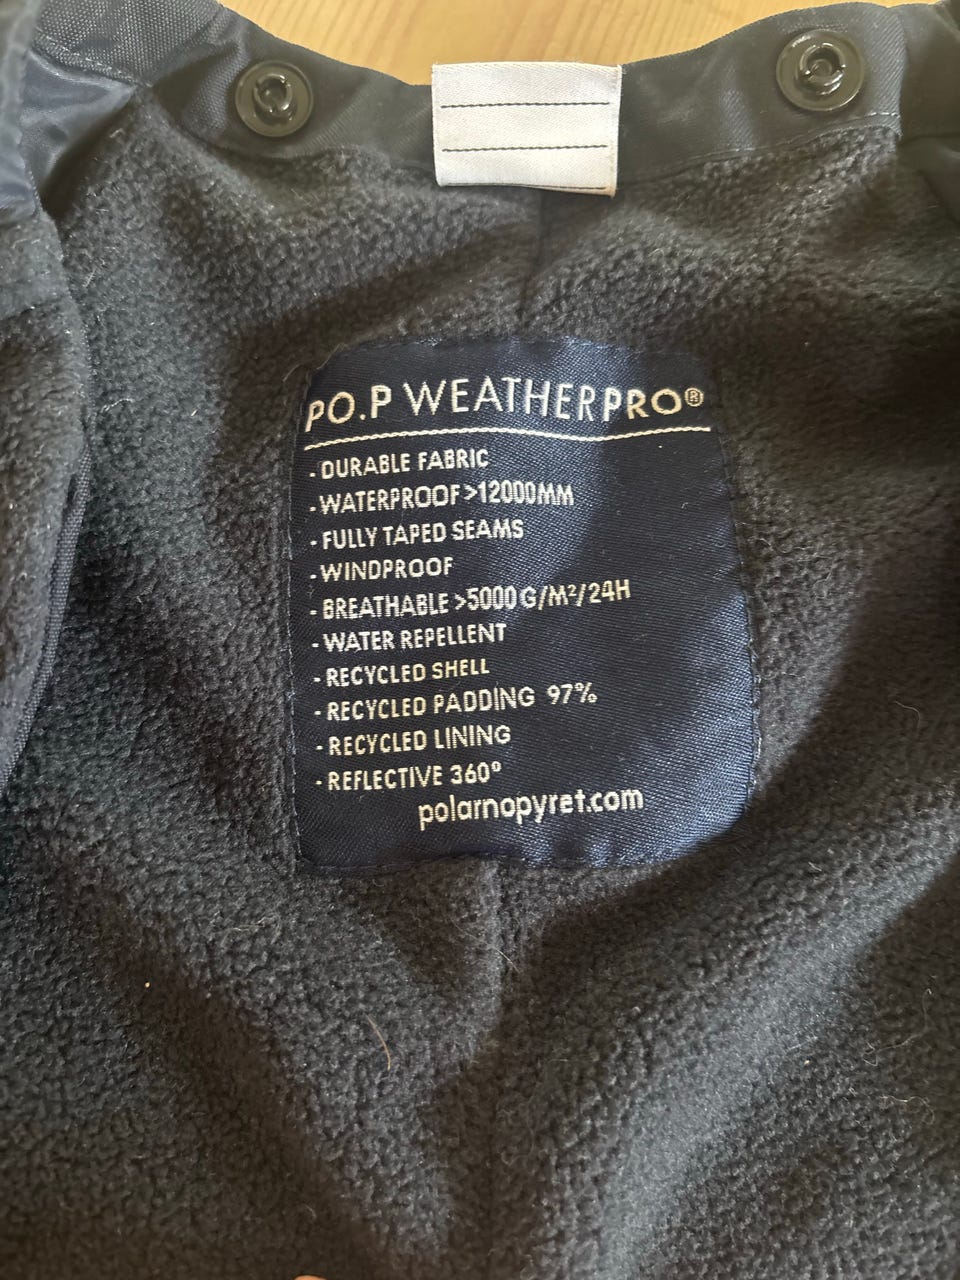 PO.P WEATHERPRO®
- DURABLE FABRIC
- WATERPROOF >12000MM
- FULLY TAPED SEAMS
- WINDPROOF
- BREATHABLE >5000G/M²/24H
- WATER REPELLENT
- RECYCLED SHELL
- RECYCLED PADDING 97%
- RECYCLED LINING
- REFLECTIVE 360°
polarnopyret.com